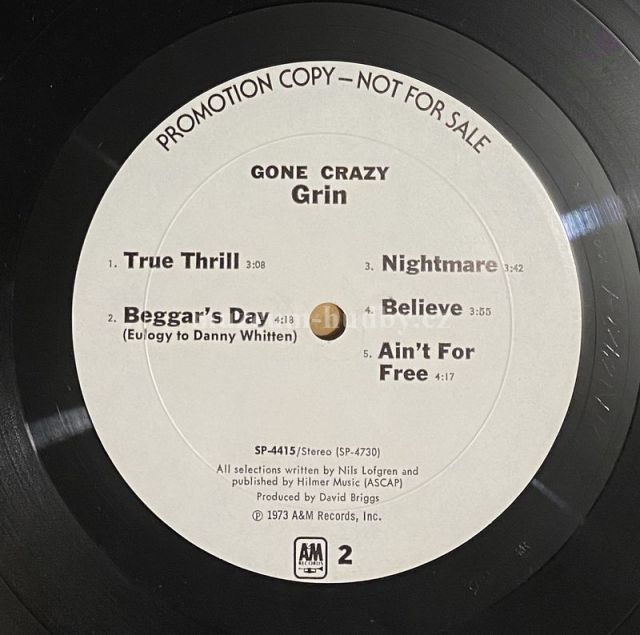 PROMOTION COPY—NOT FOR SALE
GONE CRAZY
Grin
1. True Thrill 3:08
2. Beggar's Day 4:18
(Eulogy to Danny Whitten)
3. Nightmare 3:42
4. Believe 3:55
5. Ain't For
Free 4:17
SP-4415/Stereo (SP-4730)
All selections written by Nils Lofgren and
published by Hilmer Music (ASCAP)
Produced by David Briggs
℗ 1973 A&M Records, Inc.
A&M
RECORDS
2